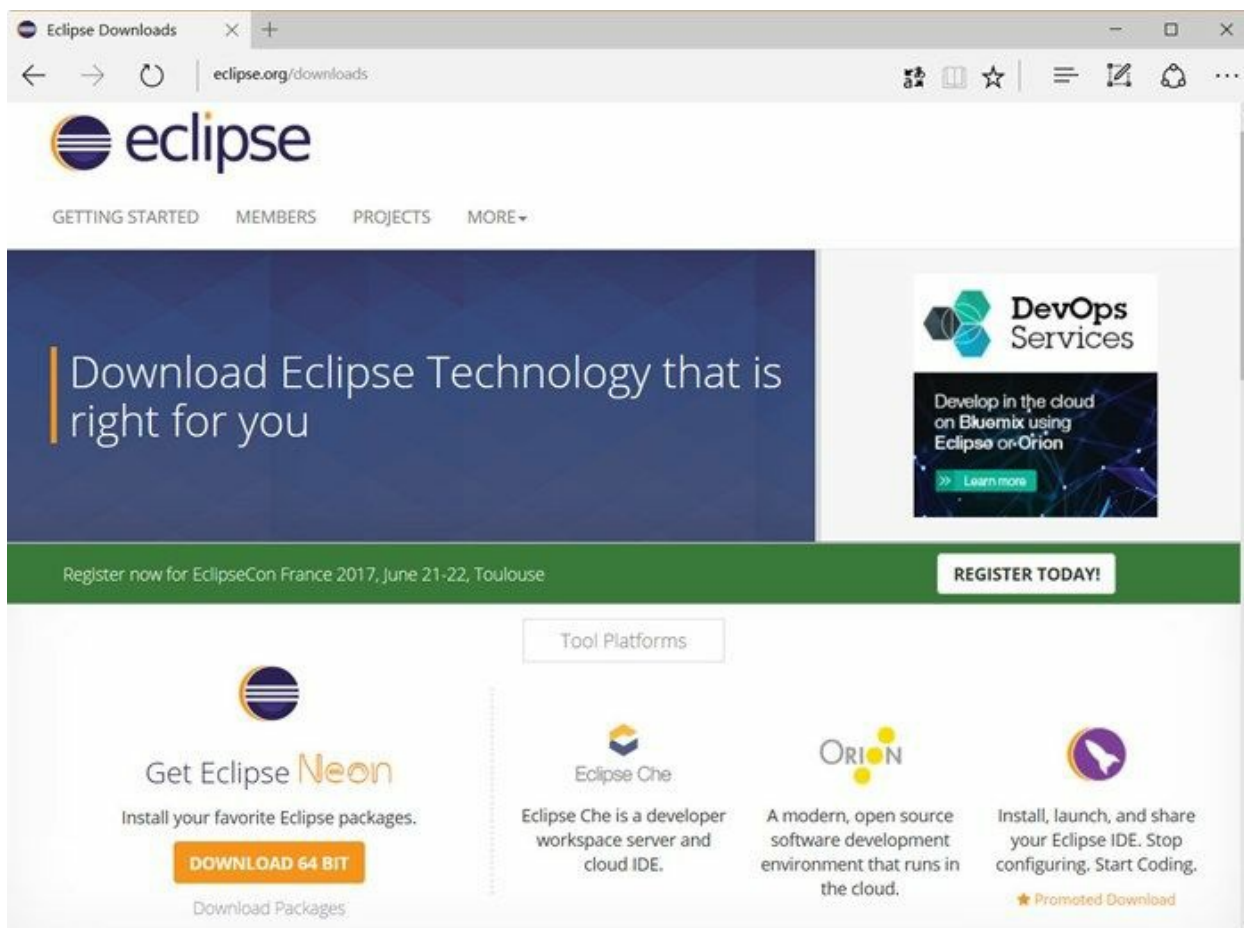 Eclipse Downloads
eclipse.org/downloads
eclipse
GETTING STARTED MEMBERS PROJECTS MORE
Download Eclipse Technology that is
right for you
DevOps
Services
Develop in the cloud
on Bluemix using
Eclipse or Orion
Learn more
Register now for EclipseCon France 2017, June 21-22, Toulouse
REGISTER TODAY!
Tool Platforms
Get Eclipse Neon
Install your favorite Eclipse packages.
DOWNLOAD 64 BIT
Download Packages
Eclipse Che
Eclipse Che is a developer
workspace server and
cloud IDE.
ORION
A modern, open source
software development
environment that runs in
the cloud.
Install, launch, and share
your Eclipse IDE. Stop
configuring. Start Coding.
Promoted Download